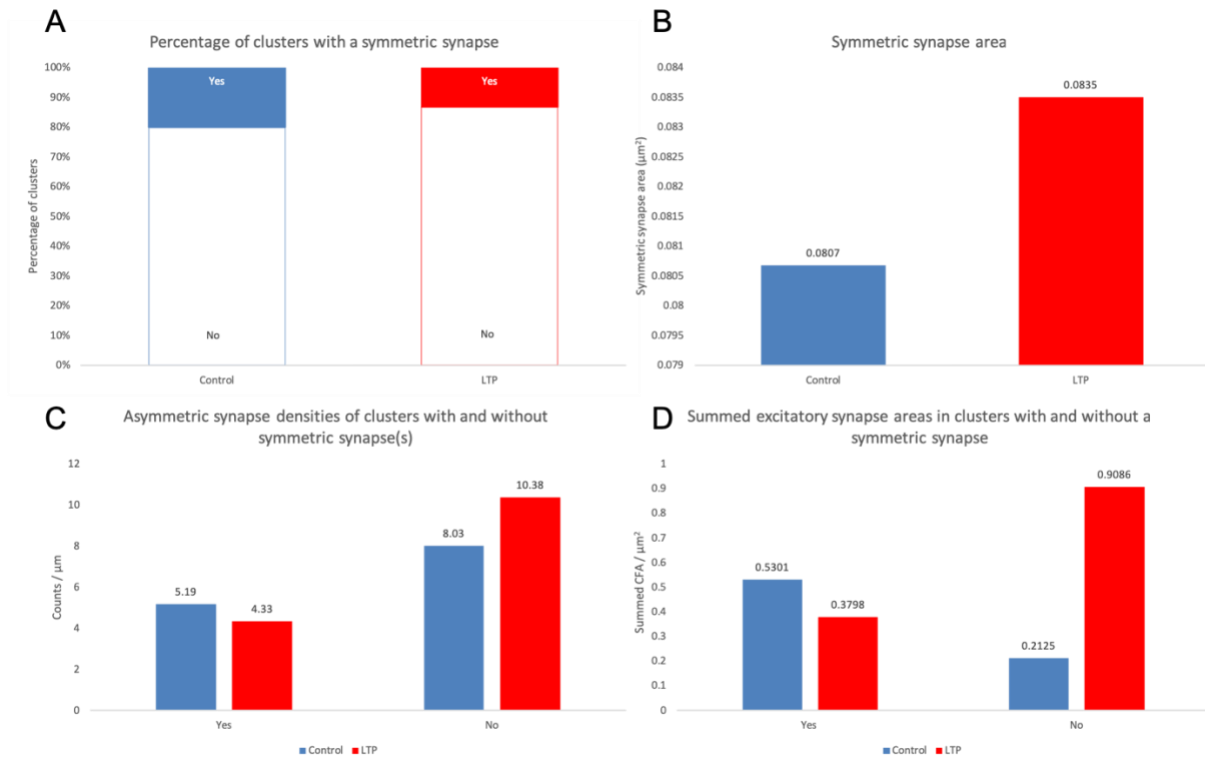 A
Percentage of clusters with a symmetric synapse
100%
90%
80%
70%
60%
50%
40%
30%
20%
10%
0%
Percentage of clusters
Yes
No
Yes
No
Control
LTP
B
Symmetric synapse area
0.084
0.0835
0.083
0.0825
0.082
0.0815
0.081
0.0805
0.08
0.0795
0.079
Symmetric synapse area (µm²)
0.0807
0.0835
Control
LTP
C
Asymmetric synapse densities of clusters with and without
symmetric synapse(s)
12
10
8
6
4
2
0
Counts / µm
5.19
4.33
8.03
10.38
Yes
No
Control
LTP
D
Summed excitatory synapse areas in clusters with and without a
symmetric synapse
1
0.9
0.8
0.7
0.6
0.5
0.4
0.3
0.2
0.1
0
Summed CFA / µm²
0.5301
0.3798
0.2125
0.9086
Yes
No
Control
LTP